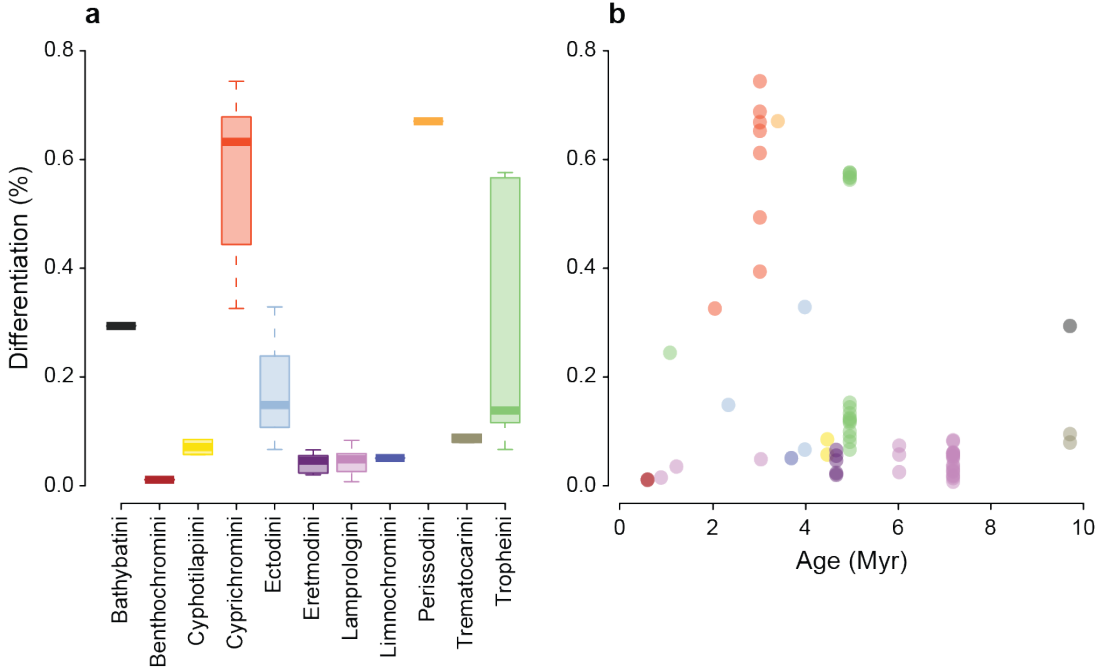 a
b
Differentiation (%)
0.8
0.6
0.4
0.2
0.0
Bathybatini
Benthochromini
Cyphotilapiini
Cyprichromini
Ectodini
Eretmodini
Lamprologini
Limnochromini
Perissodini
Trematocarini
Tropheini
0.8
0.6
0.4
0.2
0.0
0
2
4
6
8
10
Age (Myr)